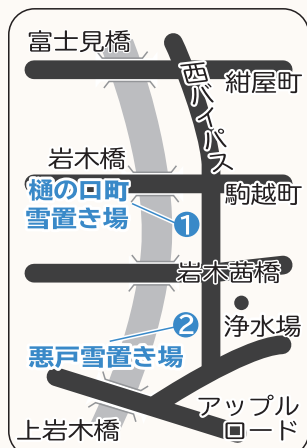 富士見橋
西バイパス
紺屋町
岩木橋
樋の口町
雪置き場
駒越町
①
岩木茜橋
②
浄水場
悪戸雪置き場
アップル
ロード
上岩木橋